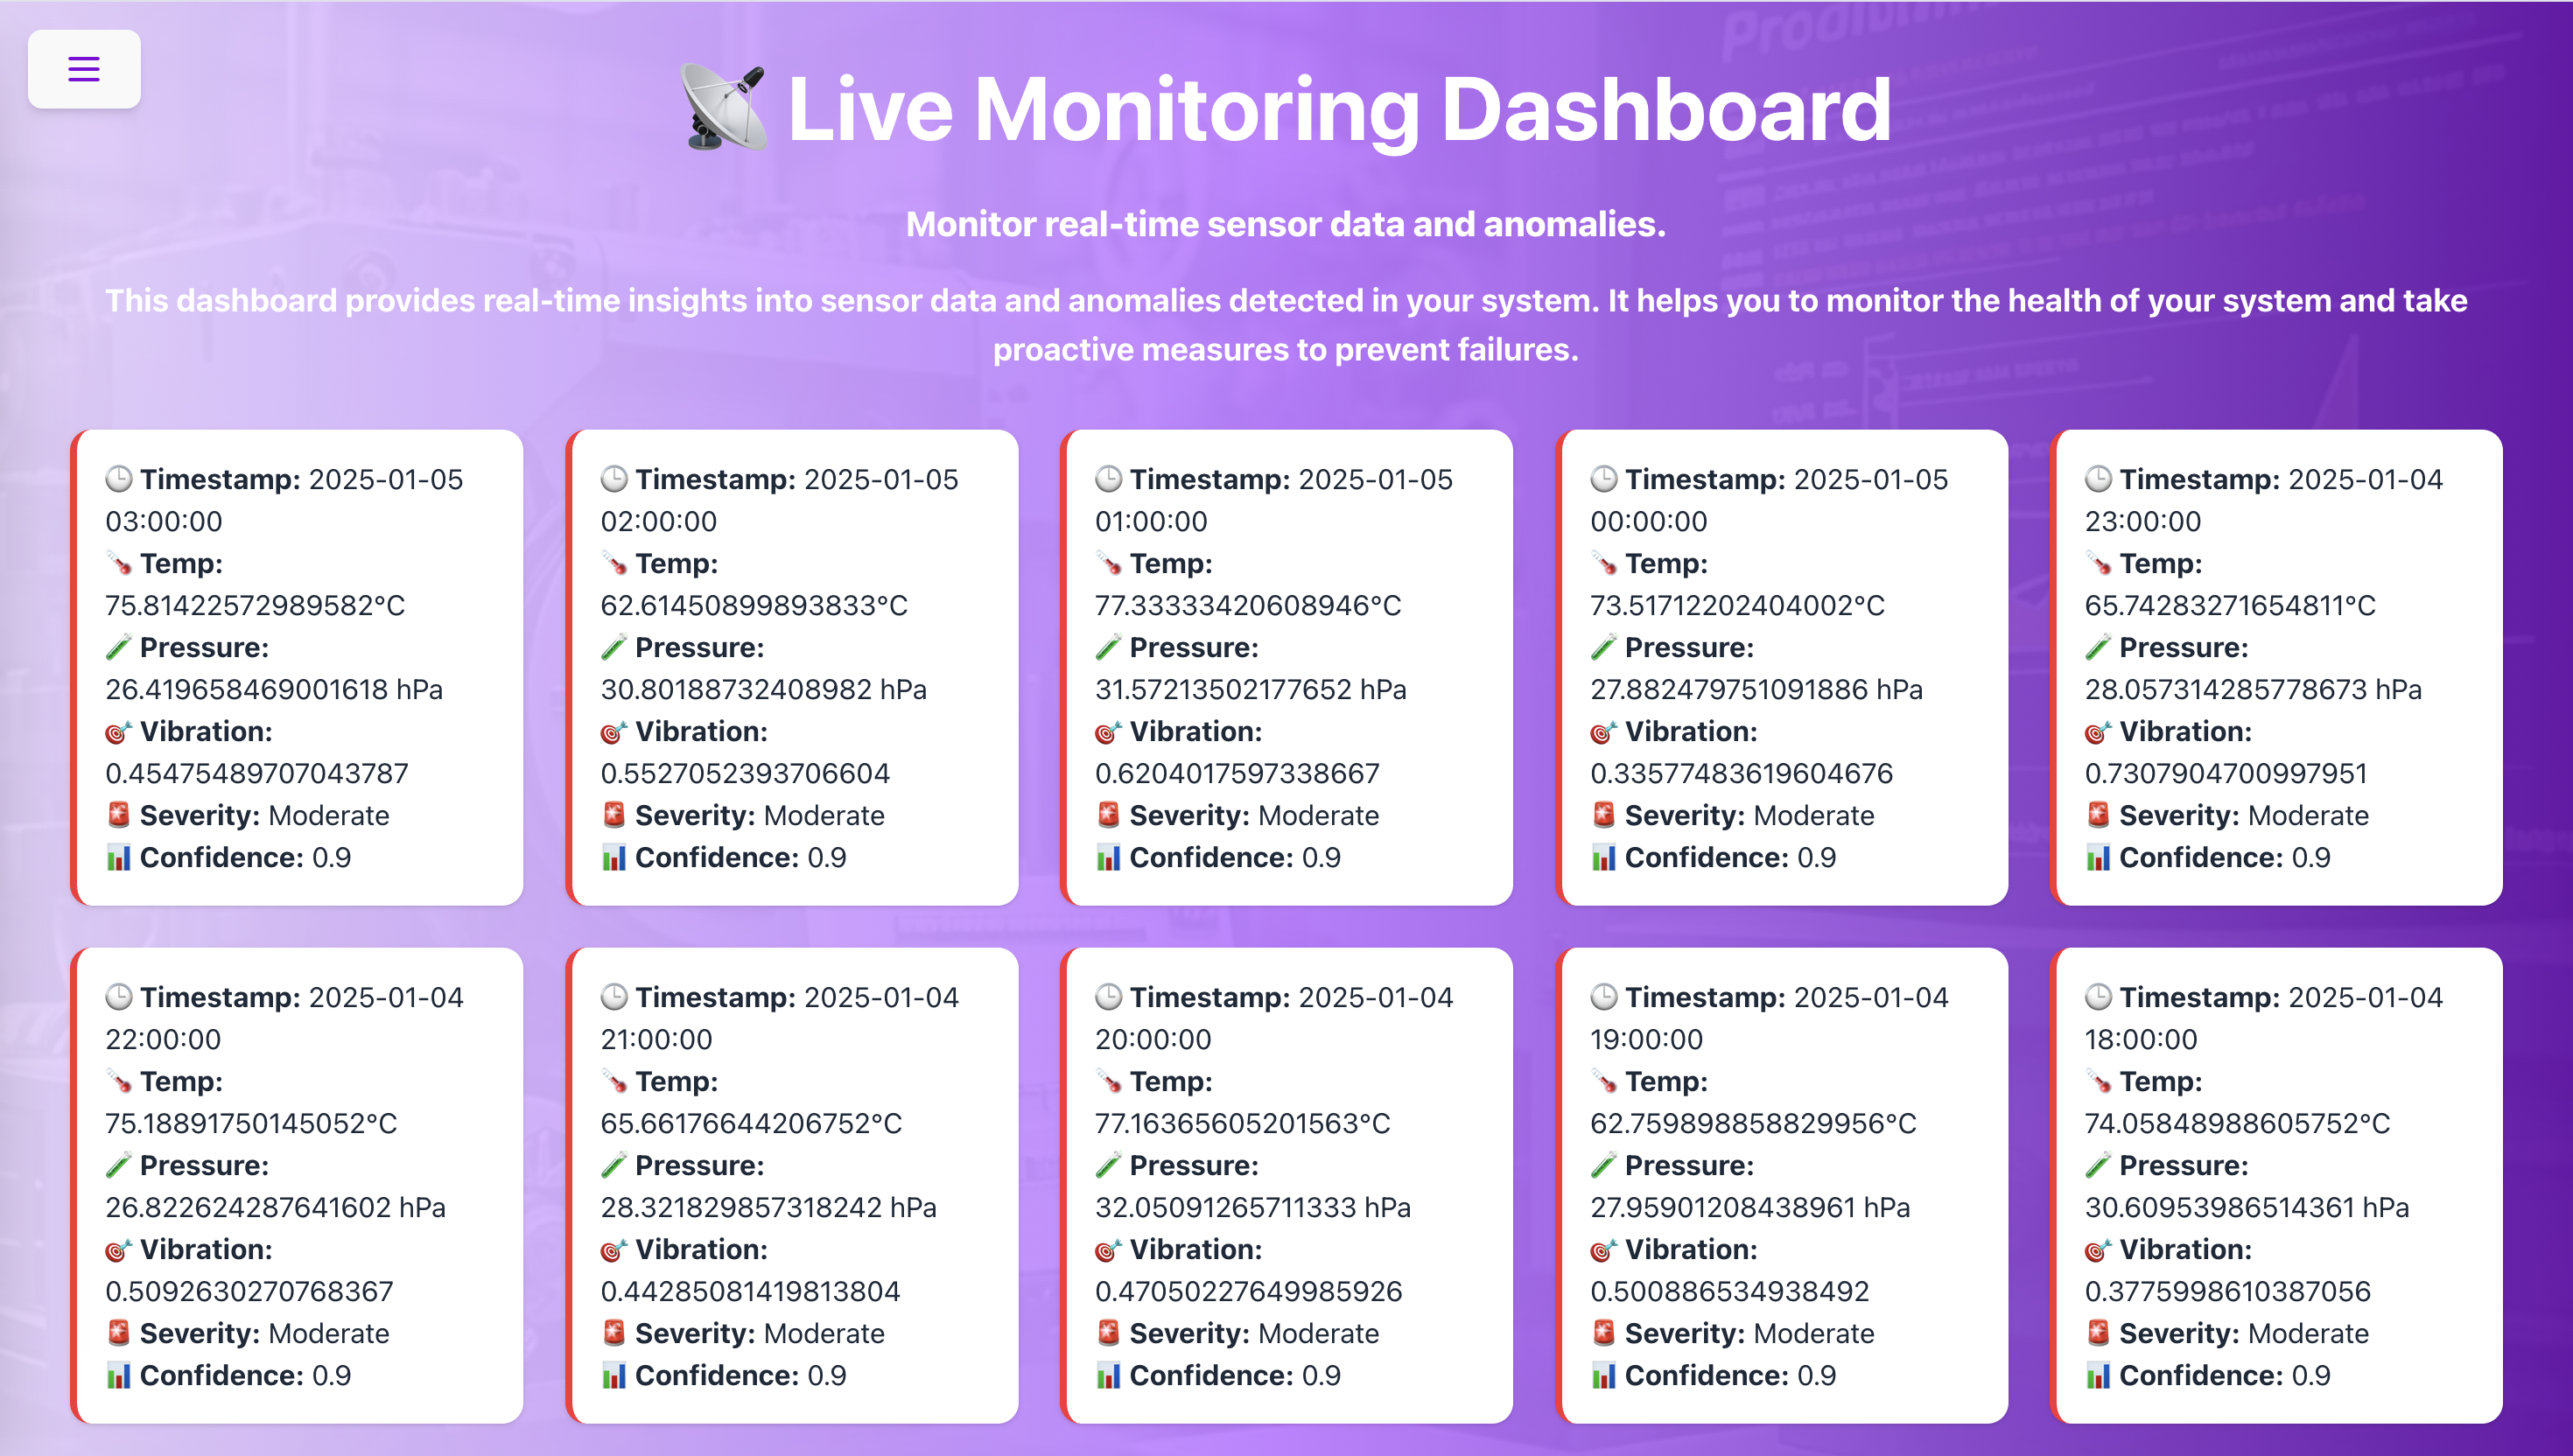 Live Monitoring Dashboard
Monitor real-time sensor data and anomalies.
This dashboard provides real-time insights into sensor data and anomalies detected in your system. It helps you to monitor the health of your system and take
proactive measures to prevent failures.
Timestamp: 2025-01-05
03:00:00
Temp:
75.81422572989582°C
Pressure:
26.419658469001618 hPa
Vibration:
0.45475489707043787
Severity: Moderate
Confidence: 0.9
Timestamp: 2025-01-05
02:00:00
Temp:
62.61450899893833°C
Pressure:
30.80188732408982 hPa
Vibration:
0.5527052393706604
Severity: Moderate
Confidence: 0.9
Timestamp: 2025-01-05
01:00:00
Temp:
77.33333420608946°C
Pressure:
31.57213502177652 hPa
Vibration:
0.6204017597338667
Severity: Moderate
Confidence: 0.9
Timestamp: 2025-01-05
00:00:00
Temp:
73.51712202404002°C
Pressure:
27.882479751091886 hPa
Vibration:
0.33577483619604676
Severity: Moderate
Confidence: 0.9
Timestamp: 2025-01-04
23:00:00
Temp:
65.74283271654811°C
Pressure:
28.057314285778673 hPa
Vibration:
0.7307904700997951
Severity: Moderate
Confidence: 0.9
Timestamp: 2025-01-04
22:00:00
Temp:
75.18891750145052°C
Pressure:
26.822624287641602 hPa
Vibration:
0.5092630270768367
Severity: Moderate
Confidence: 0.9
Timestamp: 2025-01-04
21:00:00
Temp:
65.66176644206752°C
Pressure:
28.321829857318242 hPa
Vibration:
0.44285081419813804
Severity: Moderate
Confidence: 0.9
Timestamp: 2025-01-04
20:00:00
Temp:
77.16365605201563°C
Pressure:
32.05091265711333 hPa
Vibration:
0.47050227649985926
Severity: Moderate
Confidence: 0.9
Timestamp: 2025-01-04
19:00:00
Temp:
62.759898858829956°C
Pressure:
27.95901208438961 hPa
Vibration:
0.500886534938492
Severity: Moderate
Confidence: 0.9
Timestamp: 2025-01-04
18:00:00
Temp:
74.05848988605752°C
Pressure:
30.60953986514361 hPa
Vibration:
0.3775998610387056
Severity: Moderate
Confidence: 0.9